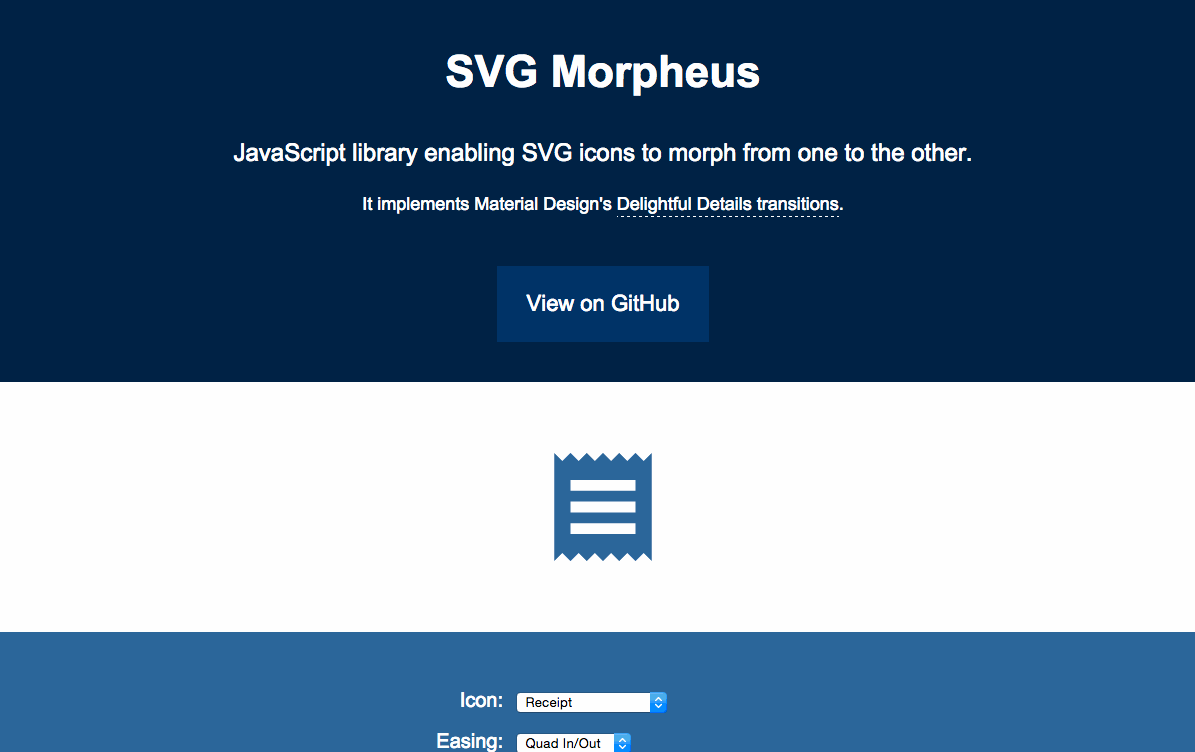 SVG Morpheus
JavaScript library enabling SVG icons to morph from one to the other.
It implements Material Design's Delightful Details transitions.
View on GitHub
Icon: Receipt
Easing: Quad In/Out